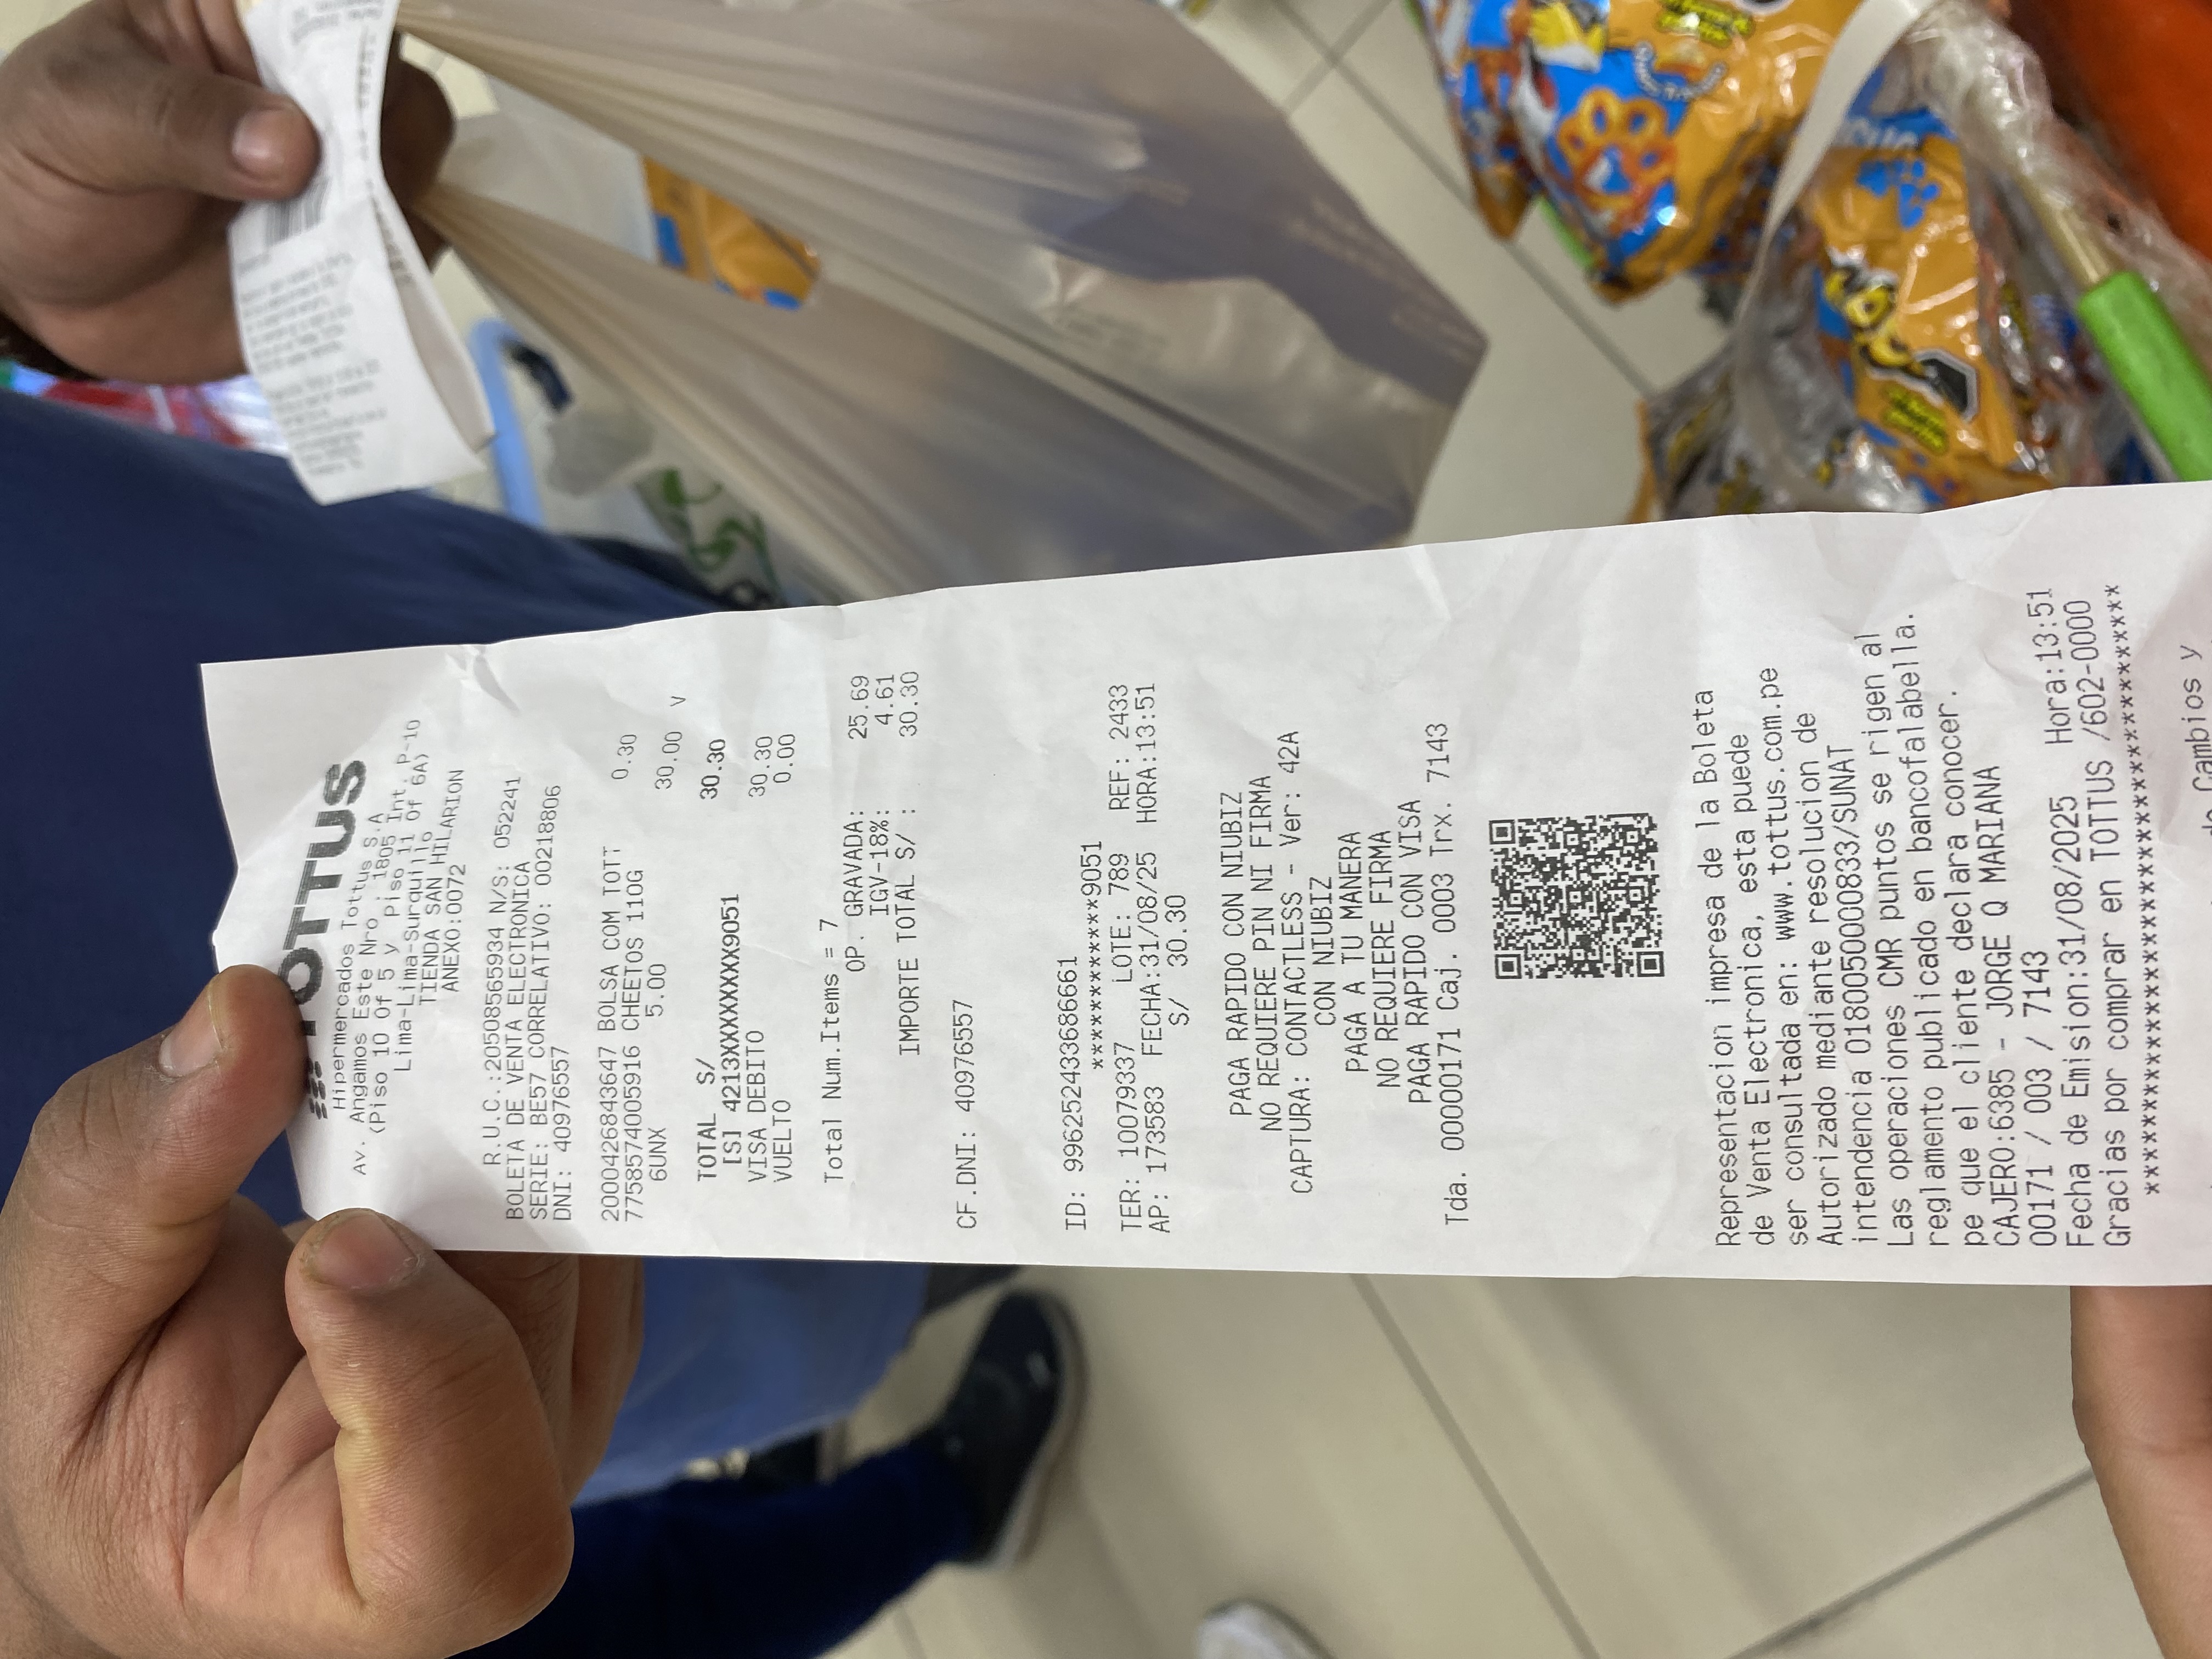 TOTTUS
Hipermercados Tottus S.A
Av. Angamos Este Nro . 1805 Int. P-10
(Piso 10 Of 5 y Piso 11 Of 6A)
Lima-Lima-Surquillo
TIENDA SAN HILARION
ANEXO:0072
R.U.C.:20508565934 N/S: 052241
BOLETA DE VENTA ELECTRONICA
SERIE: BE57 CORRELATIVO: 00218806
DNI: 40976557
2000426843647 BOLSA COM TOTT 0.30
7758574005916 CHEETOS 110G
6UNX 5.00 30.00 V
TOTAL S/ 30.30
[S] 4213XXXXXXXX9051
VISA DEBITO 30.30
VUELTO 0.00
Total Num.Items = 7
OP. GRAVADA: 25.69
IGV-18%: 4.61
IMPORTE TOTAL S/ : 30.30
CF.DNI: 40976557
ID: 996252433686661
************9051
TER: 10079337 LOTE: 789 REF: 2433
AP: 173583 FECHA:31/08/25 HORA:13:51
S/ 30.30
PAGA RAPIDO CON NIUBIZ
NO REQUIERE PIN NI FIRMA
CAPTURA: CONTACTLESS - Ver: 42A
CON NIUBIZ
PAGA A TU MANERA
NO REQUIERE FIRMA
PAGA RAPIDO CON VISA
Tda. 00000171 Caj. 0003 Trx. 7143
Representacion impresa de la Boleta
de Venta Electronica, esta puede
ser consultada en: www.tottus.com.pe
Autorizado mediante resolucion de
intendencia 0180050000833/SUNAT
Las operaciones CMR puntos se rigen al
reglamento publicado en bancofalabella.
pe que el cliente declara conocer.
CAJERO:6385 - JORGE Q MARIANA
00171 / 003 / 7143
Fecha de Emision:31/08/2025 Hora:13:51
Gracias por comprar en TOTTUS /602-0000
***************************************
Cambios y